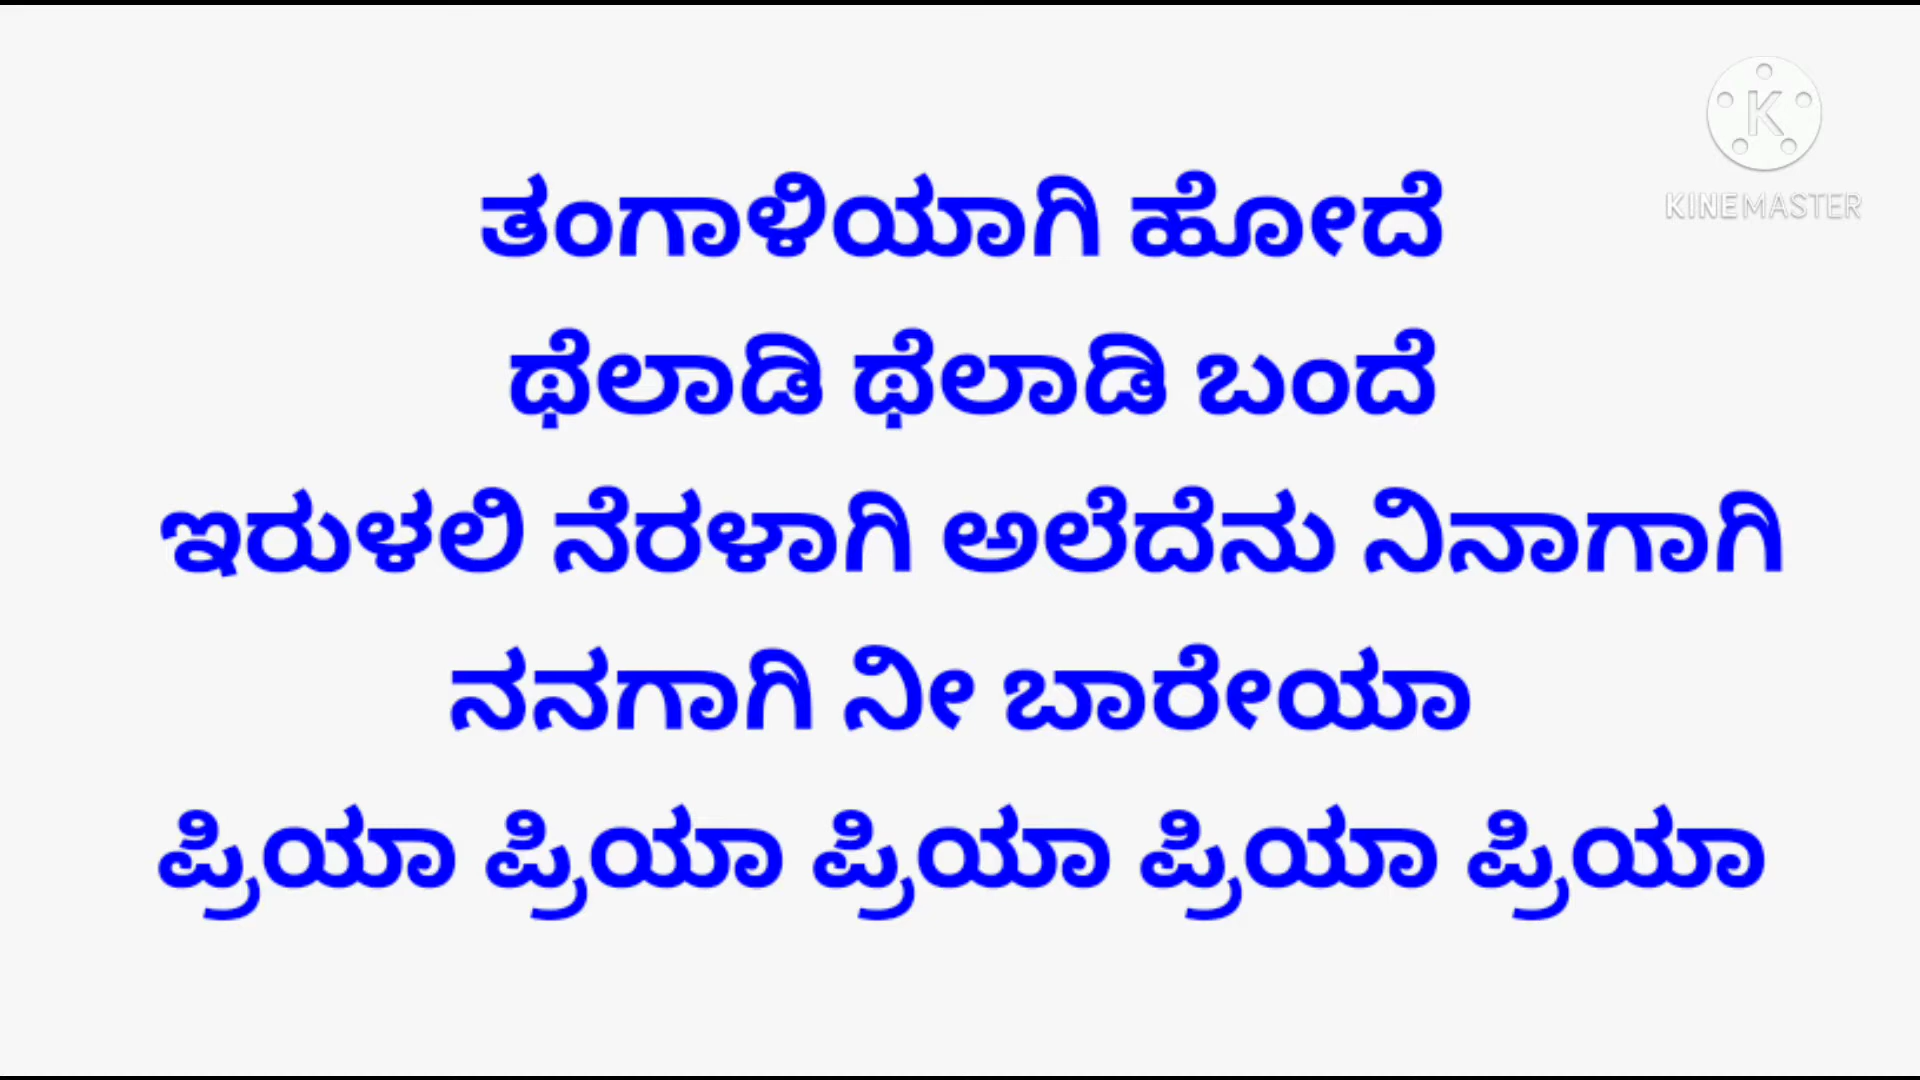 KINEMASTER
ತಂಗಾಳಿಯಾಗಿ ಹೋದೆ
ಥೆಲಾಡಿ ಥೆಲಾಡಿ ಬಂದೆ
ಇರುಳಲಿ ನೆರಳಾಗಿ ಅಲೆದೆನು ನಿನಾಗಾಗಿ
ನನಗಾಗಿ ನೀ ಬಾರೇಯಾ
ಪ್ರಿಯಾ ಪ್ರಿಯಾ ಪ್ರಿಯಾ ಪ್ರಿಯಾ ಪ್ರಿಯಾ